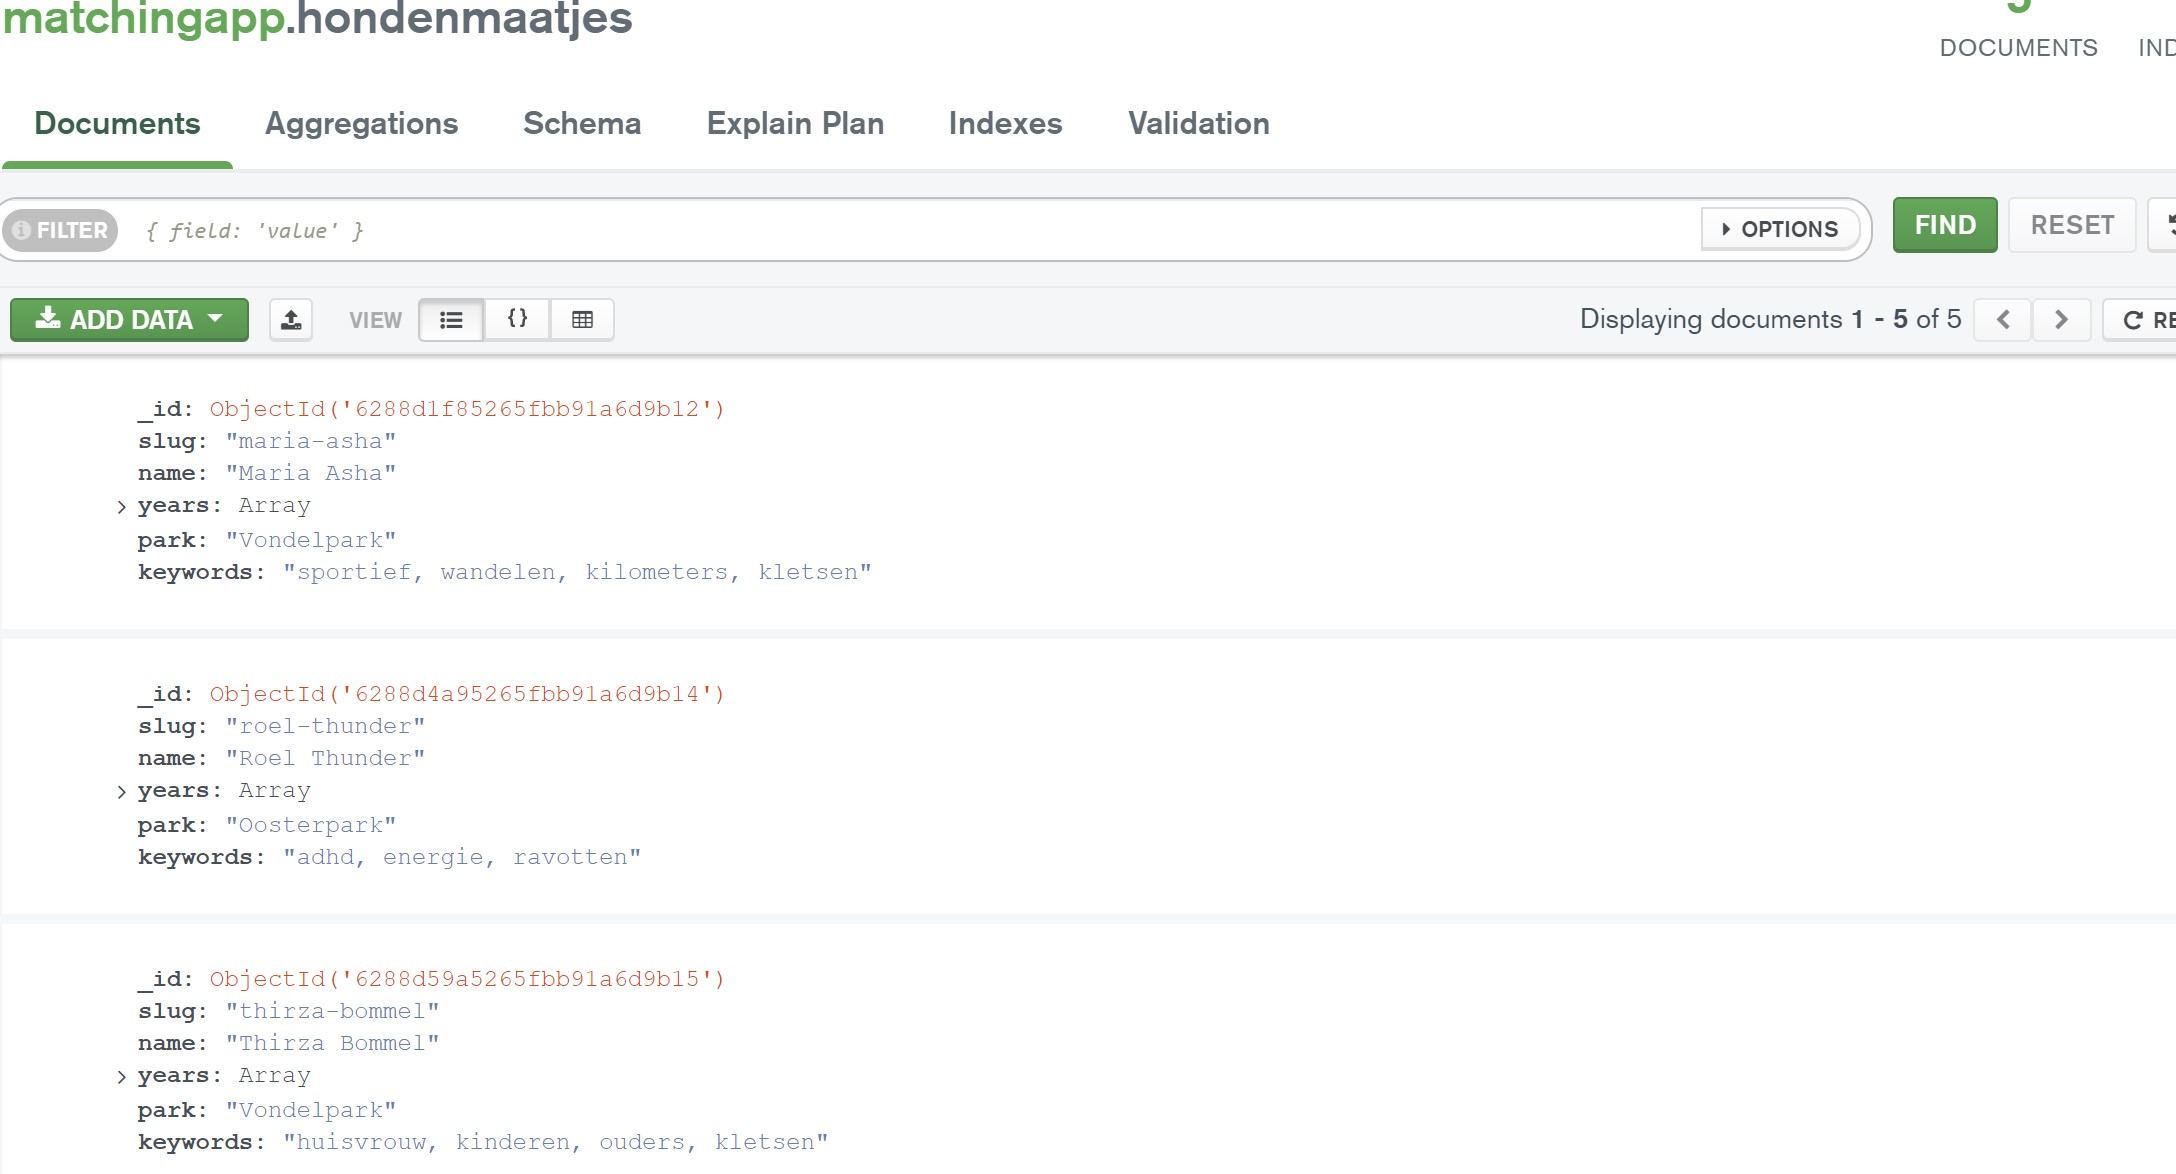 matchingapp.hondenmaatjes
DOCUMENTS
Documents Aggregations Schema Explain Plan Indexes Validation
FILTER { field: 'value' } OPTIONS FIND RESET
ADD DATA VIEW {} Displaying documents 1 - 5 of 5
_id: ObjectId('6288d1f85265fbb91a6d9b12')
slug: "maria-asha"
name: "Maria Asha"
years: Array
park: "Vondelpark"
keywords: "sportief, wandelen, kilometers, kletsen"
_id: ObjectId('6288d4a95265fbb91a6d9b14')
slug: "roel-thunder"
name: "Roel Thunder"
years: Array
park: "Oosterpark"
keywords: "adhd, energie, ravotten"
_id: ObjectId('6288d59a5265fbb91a6d9b15')
slug: "thirza-bommel"
name: "Thirza Bommel"
years: Array
park: "Vondelpark"
keywords: "huisvrouw, kinderen, ouders, kletsen"